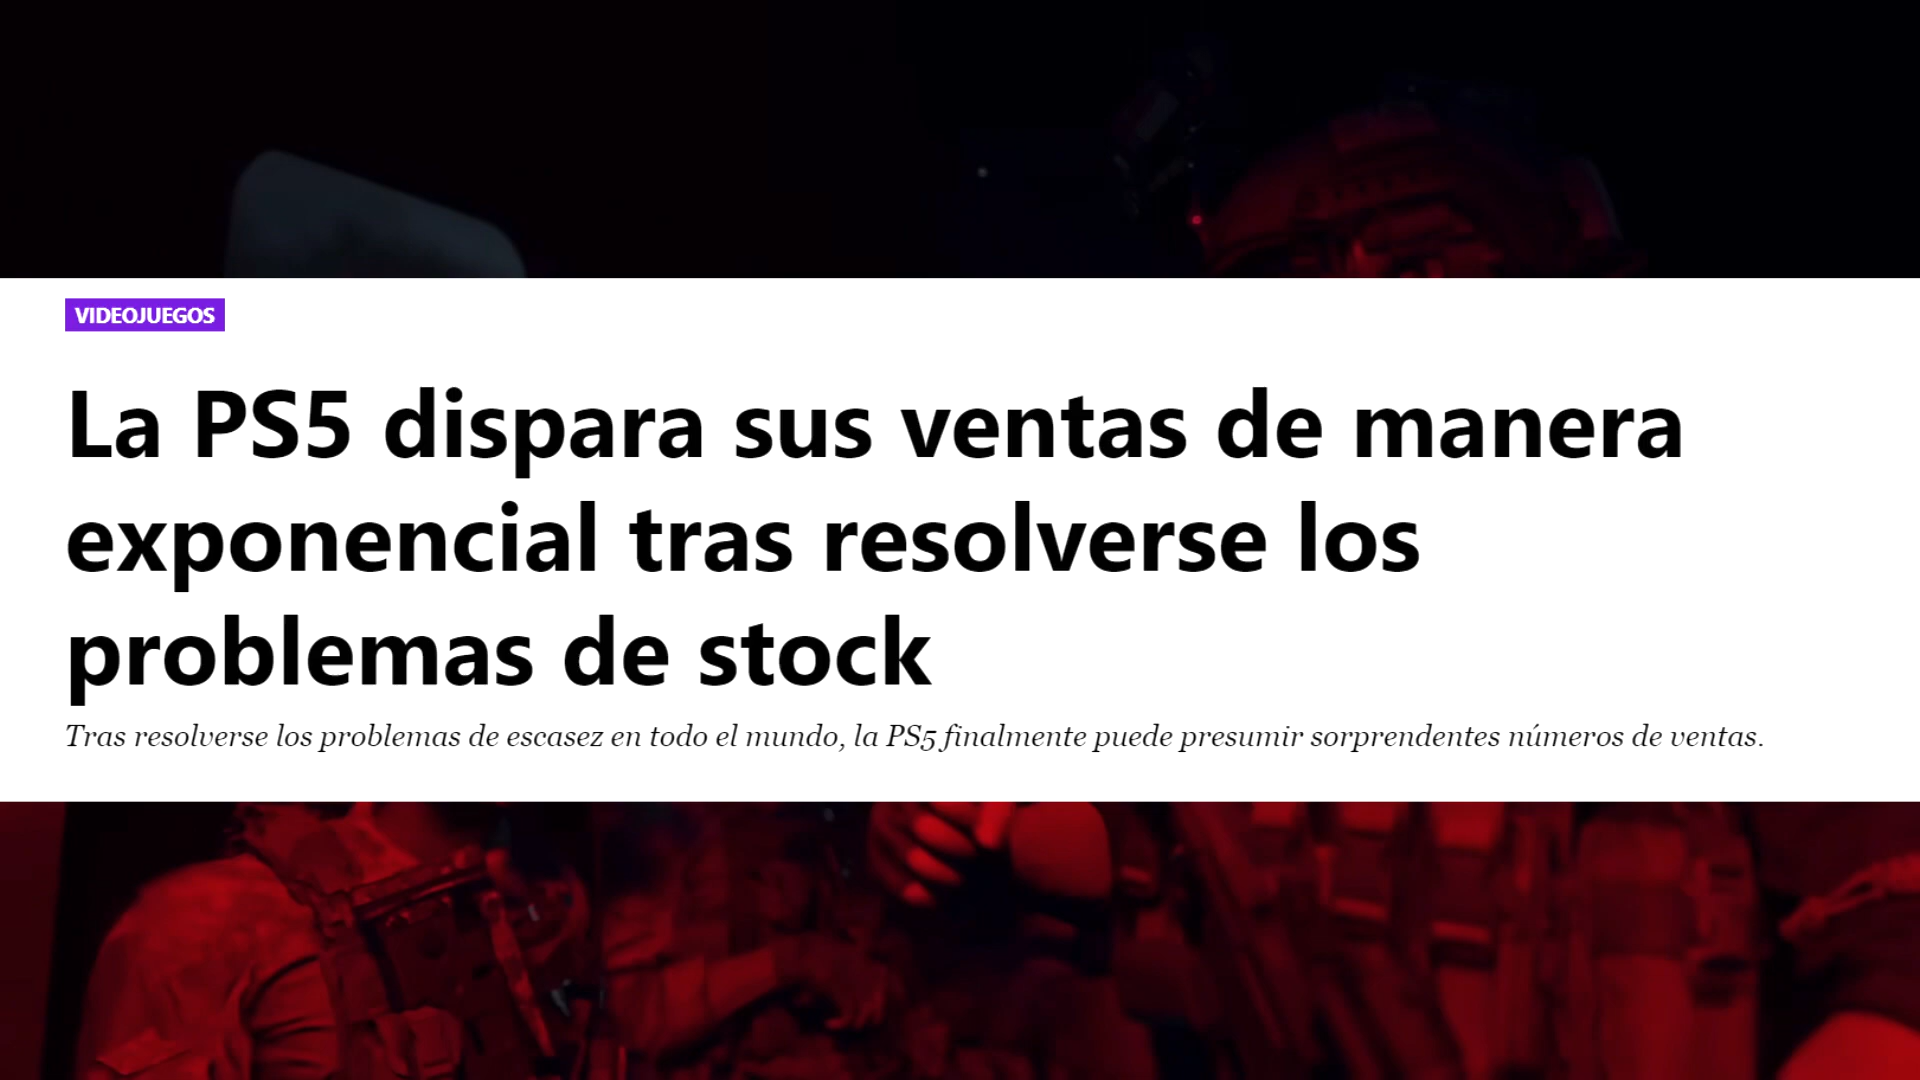 VIDEOJUEGOS
La PS5 dispara sus ventas de manera
exponencial tras resolverse los
problemas de stock
Tras resolverse los problemas de escasez en todo el mundo, la PS5 finalmente puede presumir sorprendentes números de ventas.